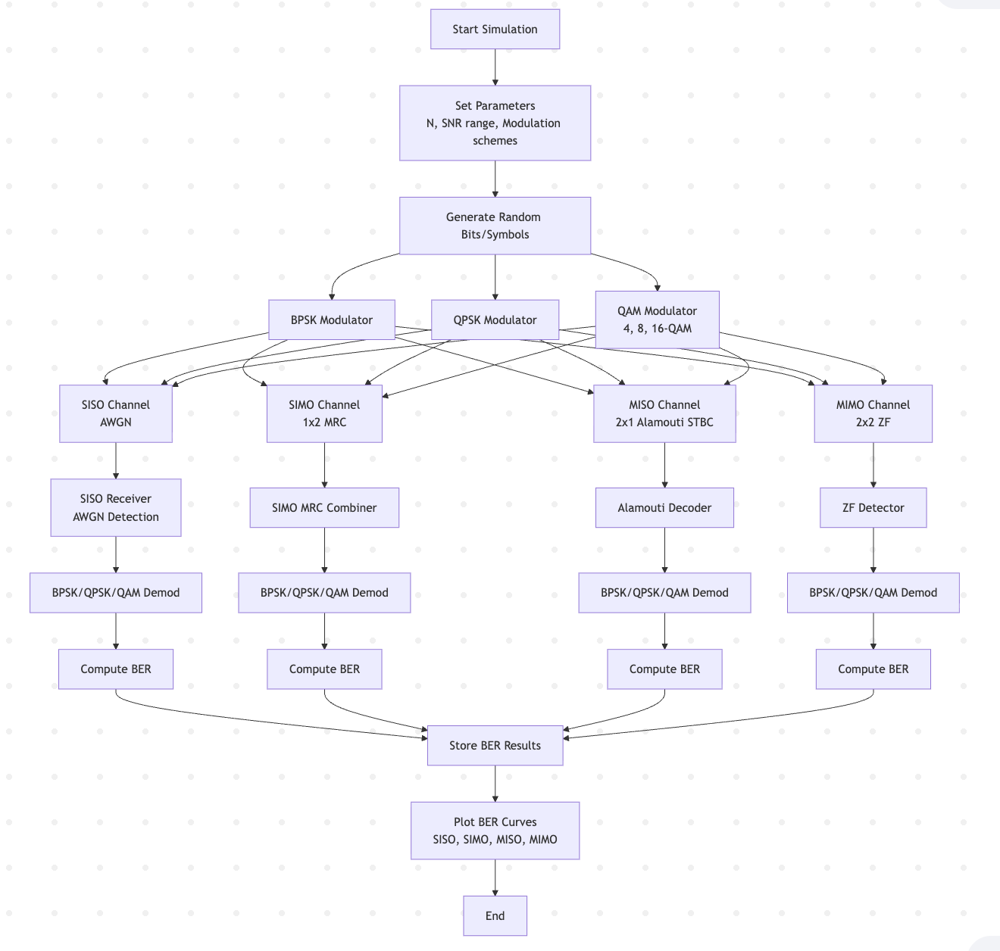 Start Simulation
Set Parameters
N, SNR range, Modulation
schemes
Generate Random
Bits/Symbols
BPSK Modulator
QPSK Modulator
QAM Modulator
4, 8, 16-QAM
SISO Channel
AWGN
SIMO Channel
1x2 MRC
MISO Channel
2x1 Alamouti STBC
MIMO Channel
2x2 ZF
SISO Receiver
AWGN Detection
SIMO MRC Combiner
Alamouti Decoder
ZF Detector
BPSK/QPSK/QAM Demod
BPSK/QPSK/QAM Demod
BPSK/QPSK/QAM Demod
BPSK/QPSK/QAM Demod
Compute BER
Compute BER
Compute BER
Compute BER
Store BER Results
Plot BER Curves
SISO, SIMO, MISO, MIMO
End